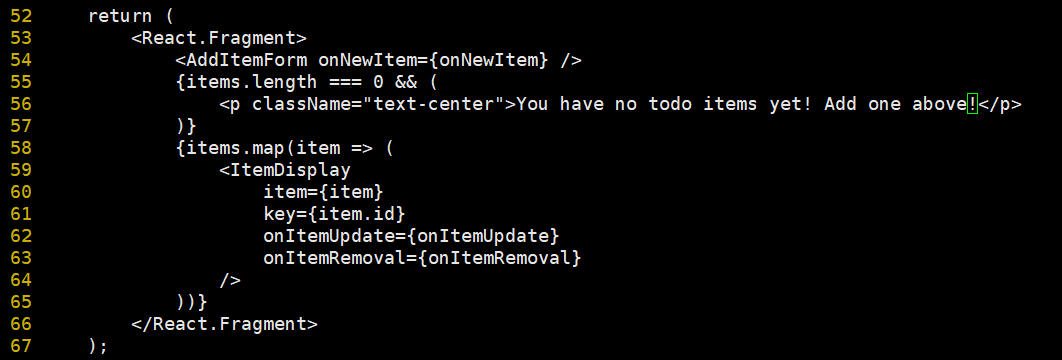 52     return (
53         <React.Fragment>
54             <AddItemForm onNewItem={onNewItem} />
55             {items.length === 0 && (
56                 <p className="text-center">You have no todo items yet! Add one above!</p>
57             )}
58             {items.map(item => (
59                 <ItemDisplay
60                     item={item}
61                     key={item.id}
62                     onItemUpdate={onItemUpdate}
63                     onItemRemoval={onItemRemoval}
64                 />
65             ))}
66         </React.Fragment>
67     );